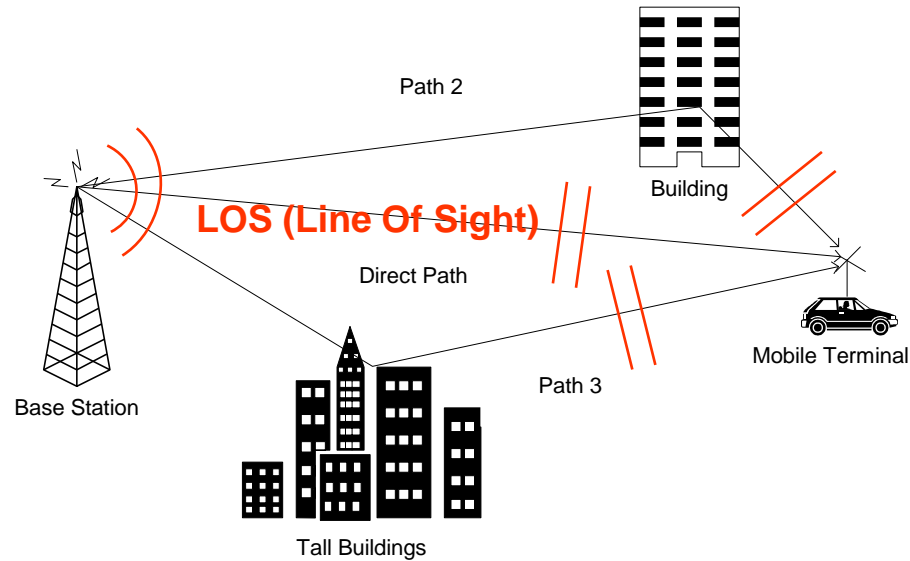 Path 2
Building
LOS (Line Of Sight)
Direct Path
Mobile Terminal
Path 3
Base Station
Tall Buildings